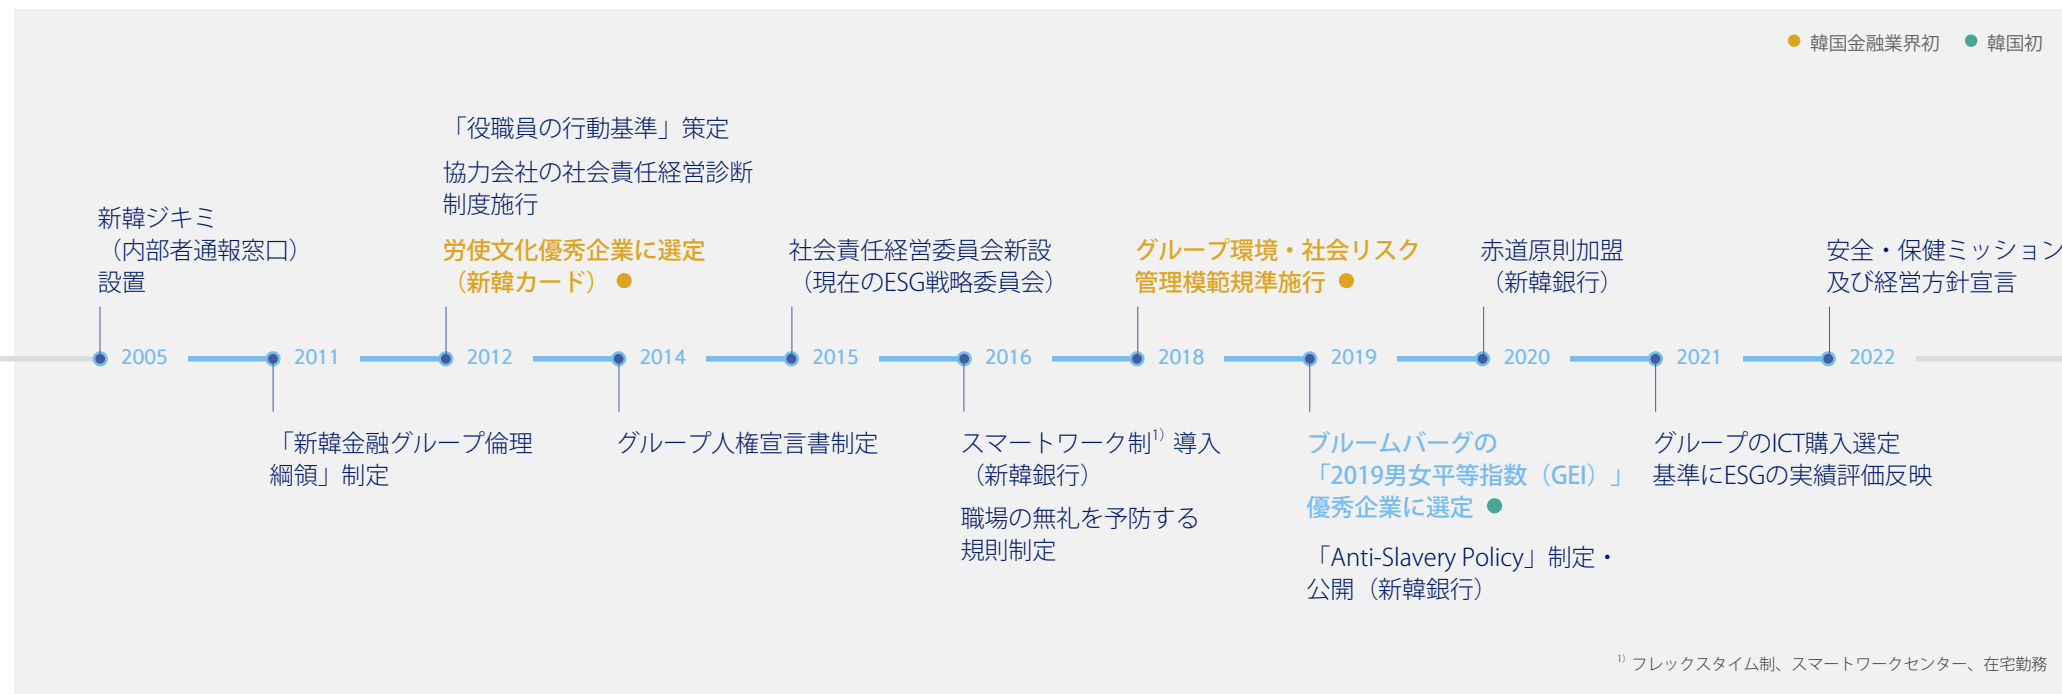 韓国金融業界初 韓国初
「役職員の行動基準」策定
協力会社の社会責任経営診断
制度施行
労使文化優秀企業に選定
（新韓カード）
新韓ジキミ
（内部者通報窓口）
設置
社会責任経営委員会新設
（現在のESG戦略委員会）
グループ環境・社会リスク
管理模範規準施行
赤道原則加盟
（新韓銀行）
安全・保健ミッション
及び経営方針宣言
2005 2011 2012 2014 2015 2016 2018 2019 2020 2021 2022
「新韓金融グループ倫理
綱領」制定
グループ人権宣言書制定
スマートワーク制1) 導入
（新韓銀行）
職場の無礼を予防する
規則制定
ブルームバーグの
「2019男女平等指数（GEI）」
優秀企業に選定
「Anti-Slavery Policy」制定・
公開（新韓銀行）
グループのICT購入選定
基準にESGの実績評価反映
1) フレックスタイム制、スマートワークセンター、在宅勤務